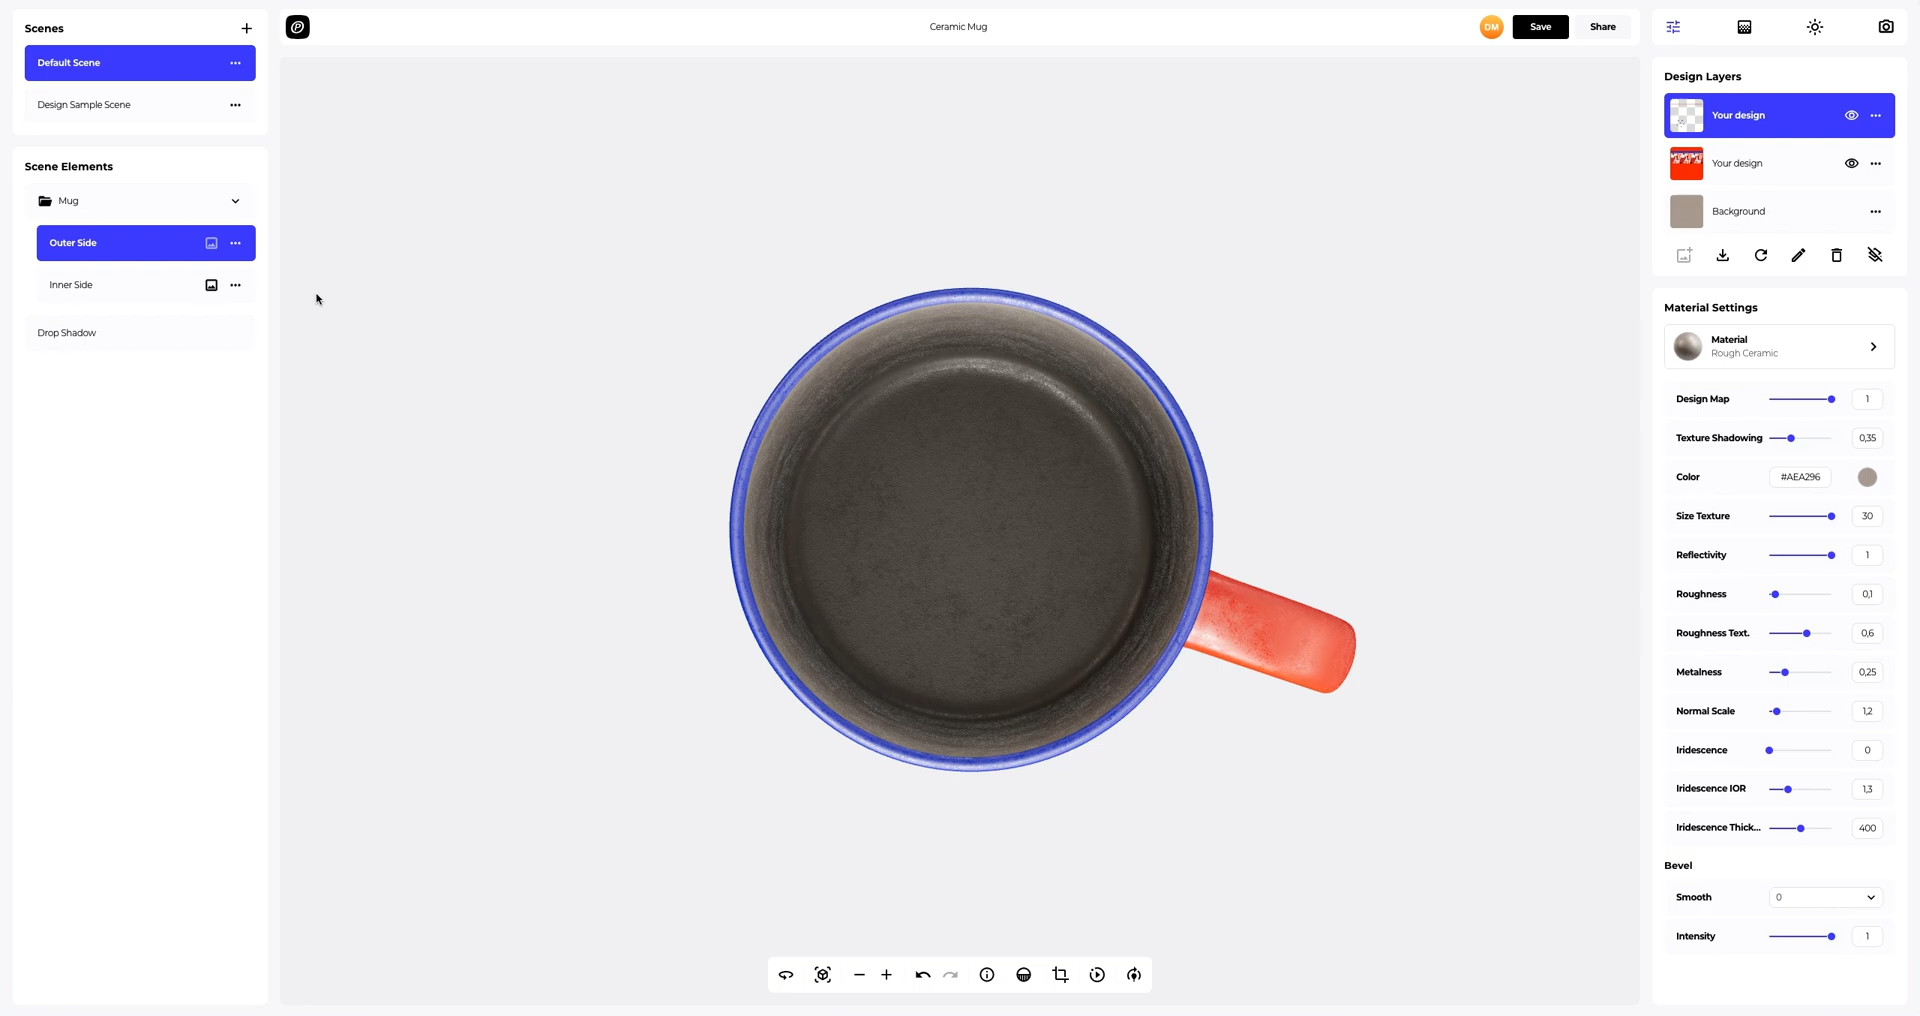 Scenes
Default Scene
Design Sample Scene
Scene Elements
Mug
Outer Side
Inner Side
Drop Shadow
Ceramic Mug
DM
Save
Share
Design Layers
Your design
Your design
Background
Material Settings
Material
Rough Ceramic
Design Map 1
Texture Shadowing 0,35
Color #AEA296
Size Texture 30
Reflectivity 1
Roughness 0,1
Roughness Text. 0,6
Metalness 0,25
Normal Scale 1,2
Iridescence 0
Iridescence IOR 1,3
Iridescence Thick... 400
Bevel
Smooth 0
Intensity 1